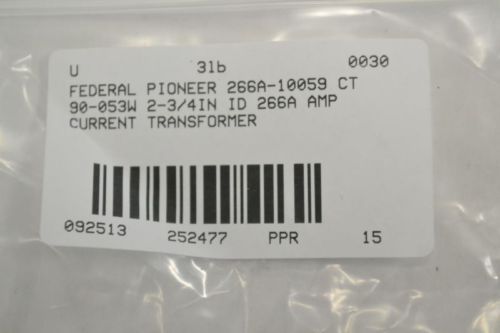 U 31b 0030
FEDERAL PIONEER 266A-10059 CT
90-053W 2-3/4IN ID 266A AMP
CURRENT TRANSFORMER
092513 252477 PPR 15